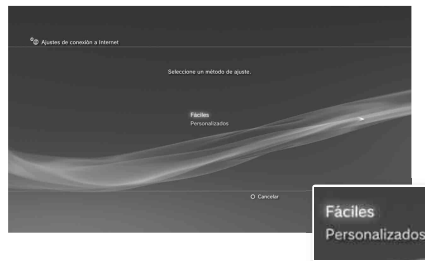 Ajustes de conexión a Internet
Seleccione un método de ajuste.
Fáciles
Personalizados
Cancelar
Fáciles
Personalizados